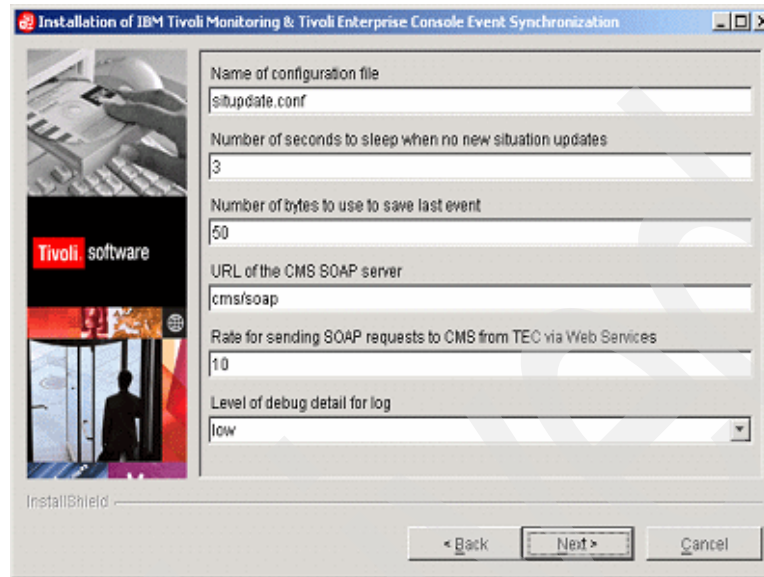 Installation of IBM Tivoli Monitoring & Tivoli Enterprise Console Event Synchronization
Name of configuration file
situpdate.conf
Number of seconds to sleep when no new situation updates
3
Number of bytes to use to save last event
50
Tivoli. software
URL of the CMS SOAP server
cms/soap
Rate for sending SOAP requests to CMS from TEC via Web Services
10
Level of debug detail for log
low
InstallShield
< Back Next > Cancel